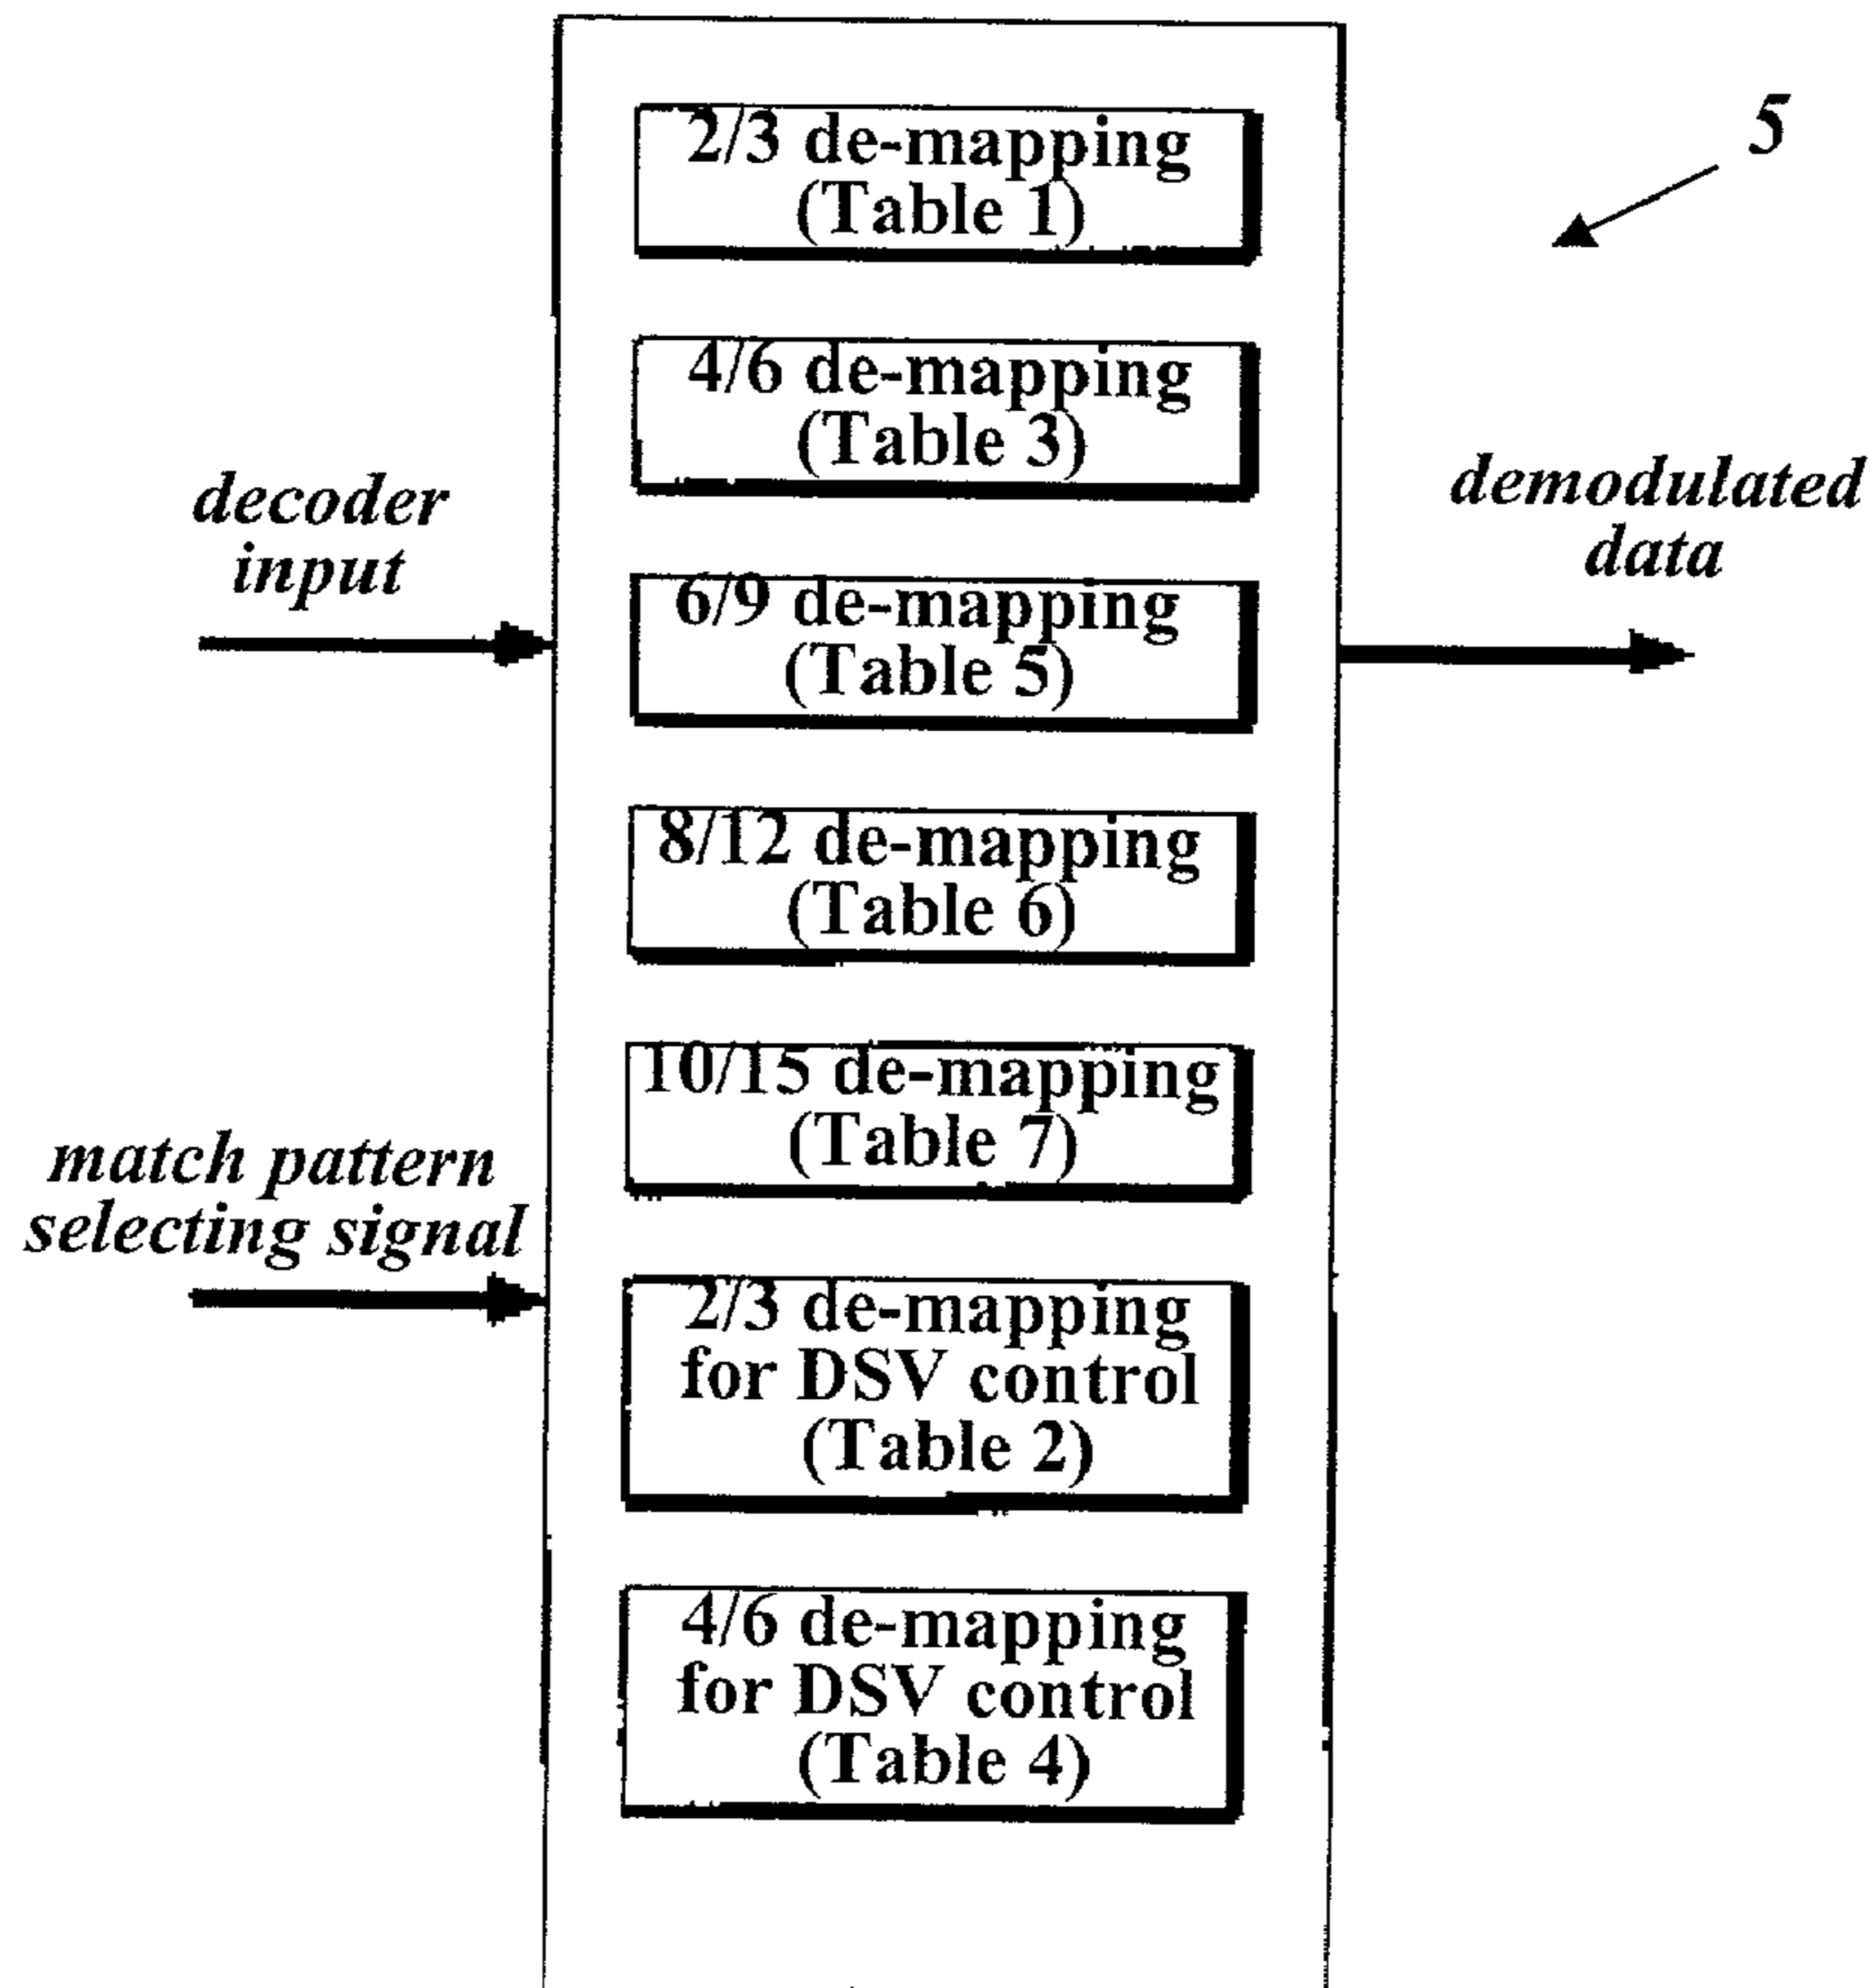 2/3 de-mapping
(Table 1)
5
4/6 de-mapping
(Table 3)
decoder
input
demodulated
data
6/9 de-mapping
(Table 5)
8/12 de-mapping
(Table 6)
10/15 de-mapping
(Table 7)
match pattern
selecting signal
2/3 de-mapping
for DSV control
(Table 2)
4/6 de-mapping
for DSV control
(Table 4)